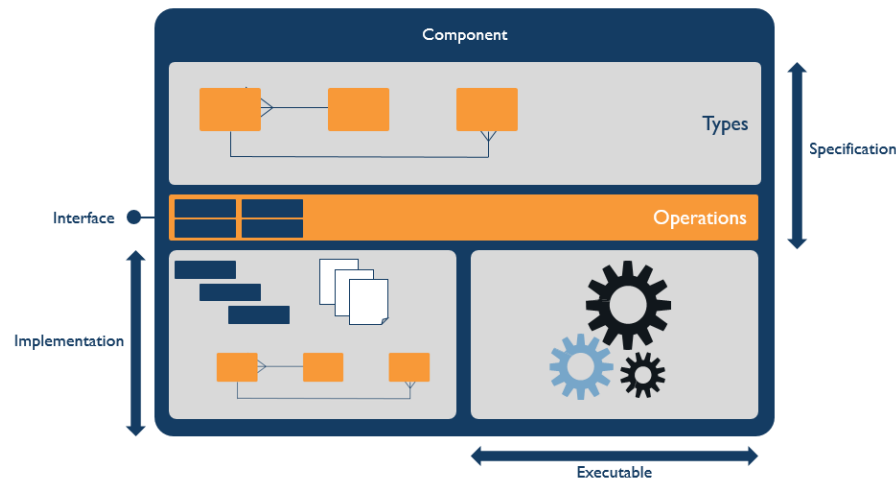 Component
Types
Specification
Interface
Operations
Implementation
Executable